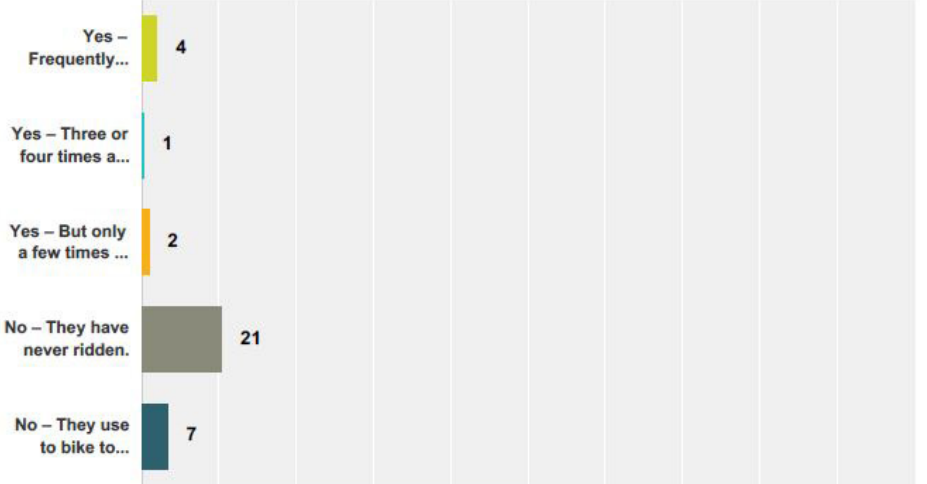 Yes –
Frequently...
4
Yes – Three or
four times a...
1
Yes – But only
a few times ...
2
No – They have
never ridden.
21
No – They use
to bike to...
7